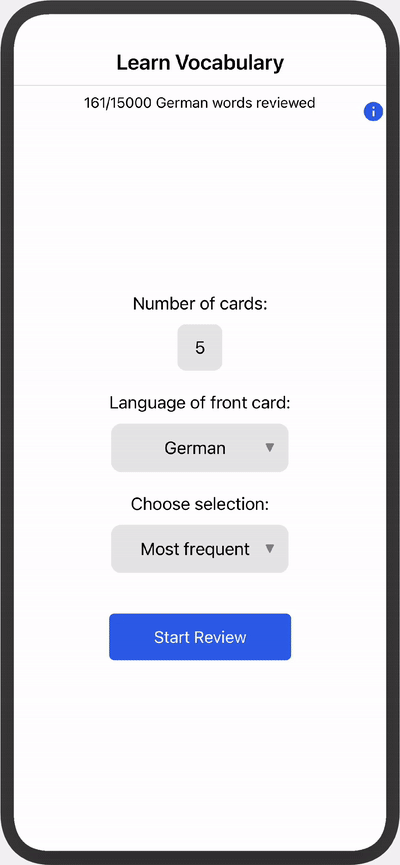 Learn Vocabulary
161/15000 German words reviewed
i
Number of cards:
5
Language of front card:
German ▼
Choose selection:
Most frequent ▼
Start Review